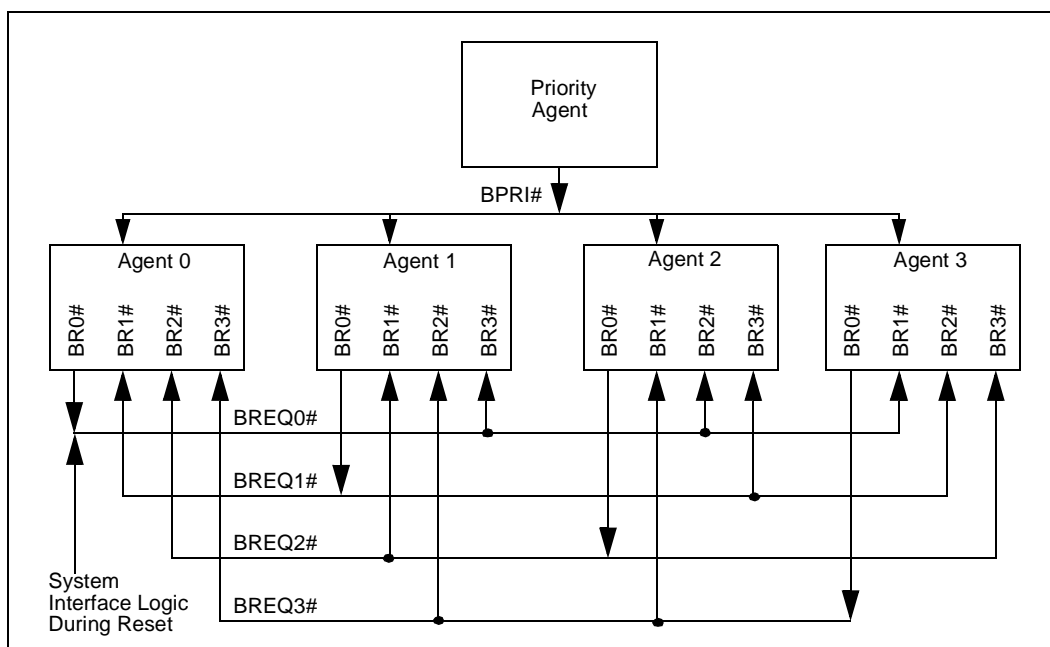 Priority
Agent
BPRI#
Agent 0
Agent 1
Agent 2
Agent 3
BR0#
BR1#
BR2#
BR3#
BR0#
BR1#
BR2#
BR3#
BR0#
BR1#
BR2#
BR3#
BR0#
BR1#
BR2#
BR3#
BREQ0#
BREQ1#
BREQ2#
BREQ3#
System
Interface Logic
During Reset